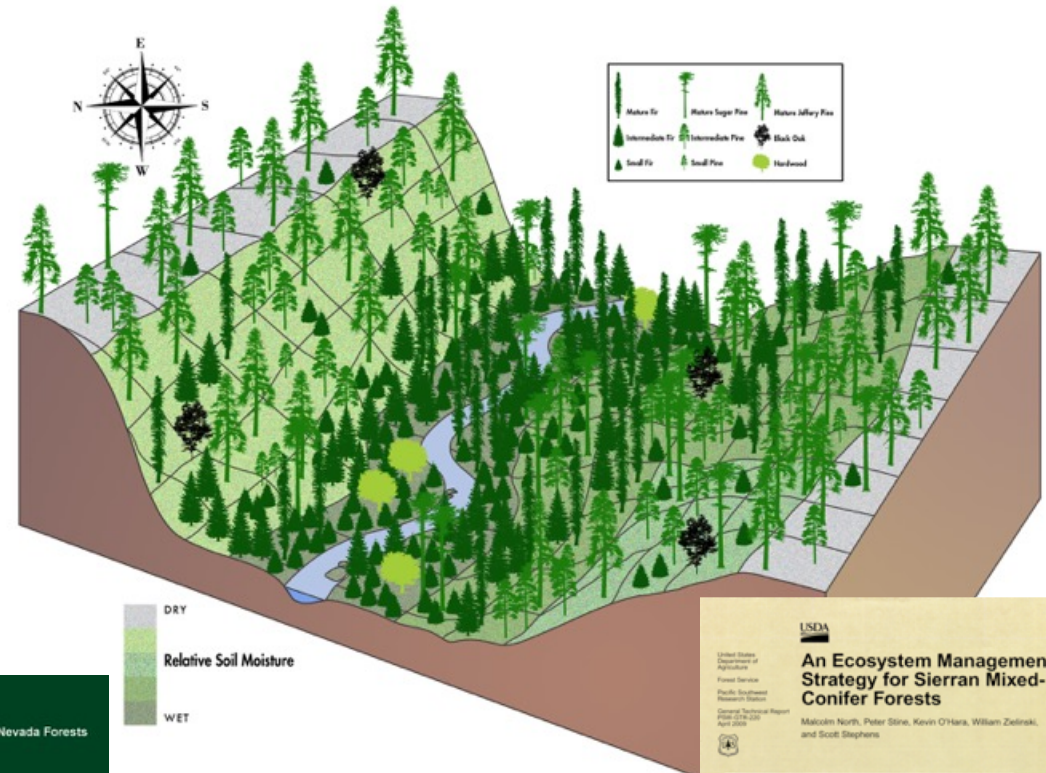 E
N
S
W
Mature Fir
Mature Sugar Pine
Mature Jeffery Pine
Intermediate Fir
Intermediate Pine
Black Oak
Small Fir
Small Pine
Hardwood
DRY
Relative Soil Moisture
WET
Nevada Forests
USDA
United States
Department of
Agriculture
Forest Service
Pacific Southwest
Research Station
General Technical Report
PSW-GTR-220
April 2009
An Ecosystem Managemen
Strategy for Sierran Mixed-
Conifer Forests
Malcolm North, Peter Stine, Kevin O'Hara, William Zielinski,
and Scott Stephens